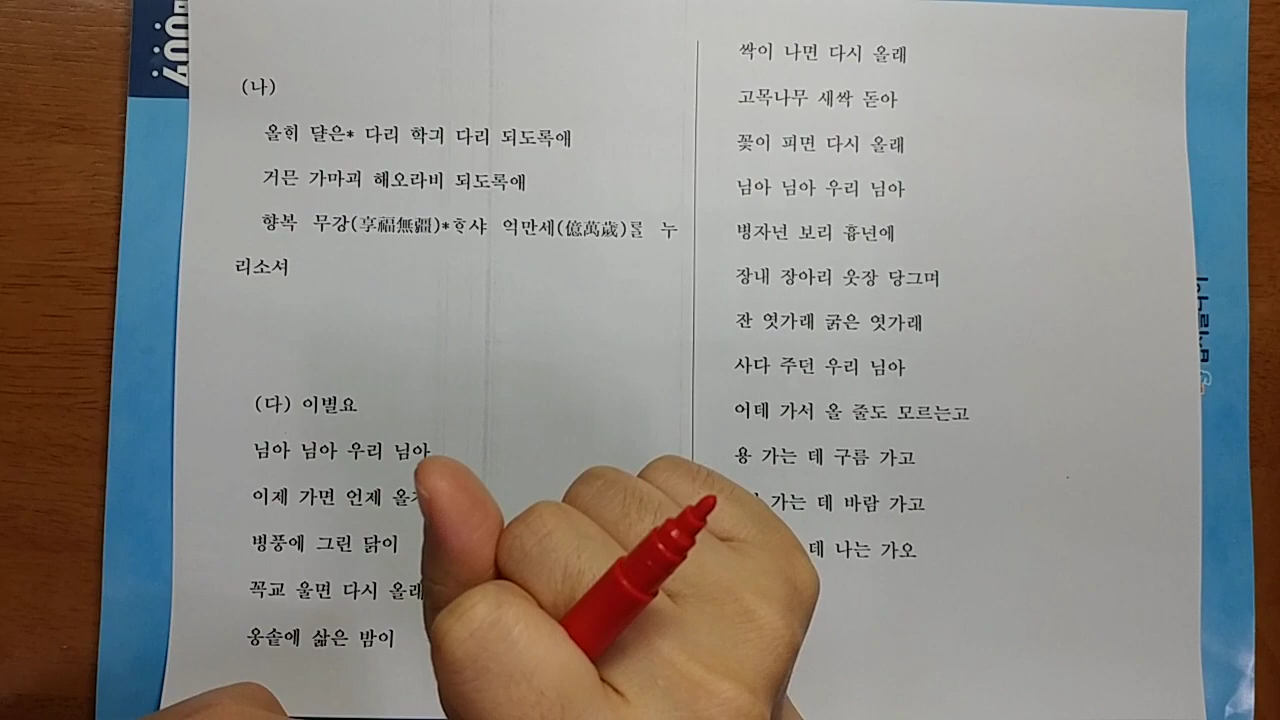 (나)
올ᄒᆡ 댤은* 다리 학긔 다리 되도록애
거믄 가마괴 해오라비 되도록애
향복 무강(享福無疆)*ᄒᆞ샤 억만세(億萬歲)를 누
리소서
(다) 이별요
님아 님아 우리 님아
이제 가면 언제
병풍에 그린 닭이
꼭교 울면 다시 올래
옹솥에 삶은 밤이
싹이 나면 다시 올래
고목나무 새싹 돋아
꽃이 피면 다시 올래
님아 님아 우리 님아
병자년 보리 흉년에
장내 장아리 웃장 당그며
잔 엿가래 굵은 엿가래
사다 주던 우리 님아
어데 가서 올 줄도 모르는고
용 가는 데 구름 가고
가는 데 바람 가고
데 나는 가오